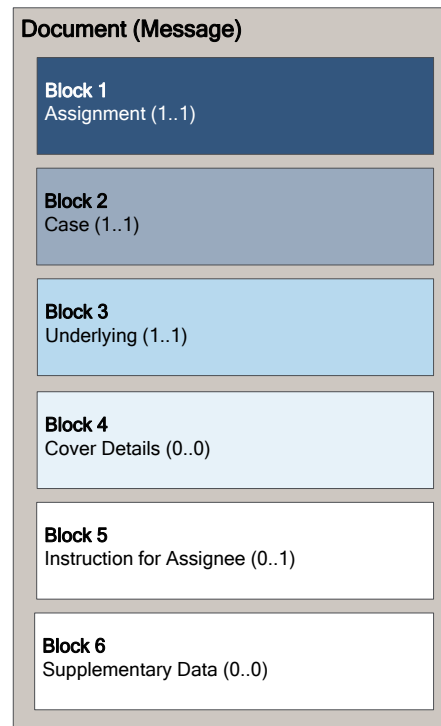 Document (Message)
Block 1
Assignment (1..1)
Block 2
Case (1..1)
Block 3
Underlying (1..1)
Block 4
Cover Details (0..0)
Block 5
Instruction for Assignee (0..1)
Block 6
Supplementary Data (0..0)